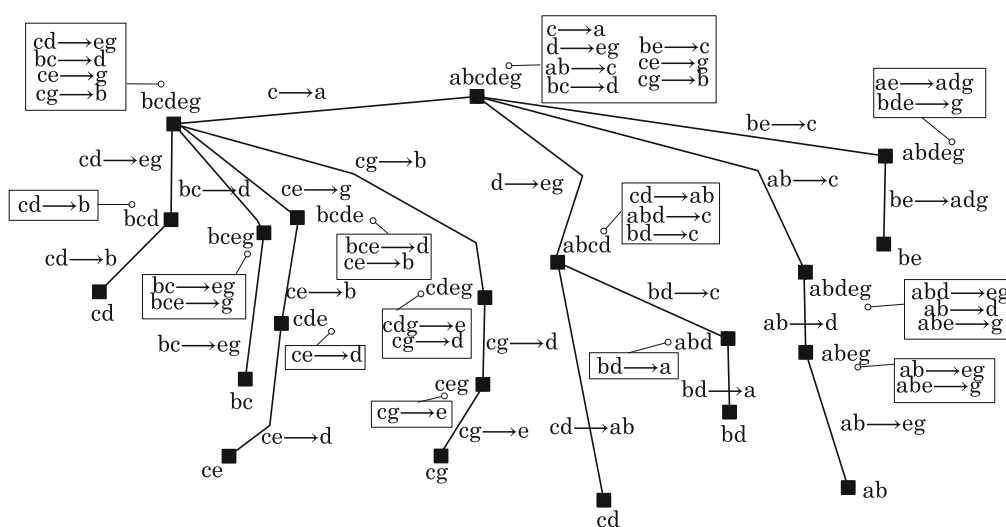 cd⟶eg
bc⟶d
ce⟶g
cg⟶b
bcdeg
c⟶a
abcdeg
c⟶a
d⟶eg
ab⟶c
bc⟶d
be⟶c
ce⟶g
cg⟶b
ae⟶adg
bde⟶g
be⟶c
abdeg
cd⟶eg
bc⟶d
ce⟶g
cg⟶b
d⟶eg
ab⟶c
be⟶adg
cd⟶b
bcd
bceg
bcde
bce⟶d
ce⟶b
abcd
cd⟶ab
abd⟶c
bd⟶c
be
cd⟶b
cd
bc⟶eg
bce⟶g
ce⟶b
cdeg
bd⟶c
abdeg
abd⟶eg
ab⟶d
abe⟶g
cde
ce⟶d
cdg⟶e
cg⟶d
cg⟶d
abd
bd⟶a
ab⟶d
abeg
ab⟶eg
abe⟶g
bc⟶eg
bc
ceg
cg⟶e
bd⟶a
bd
ce⟶d
ce
cg⟶e
cg
cd⟶ab
cd
ab⟶eg
ab